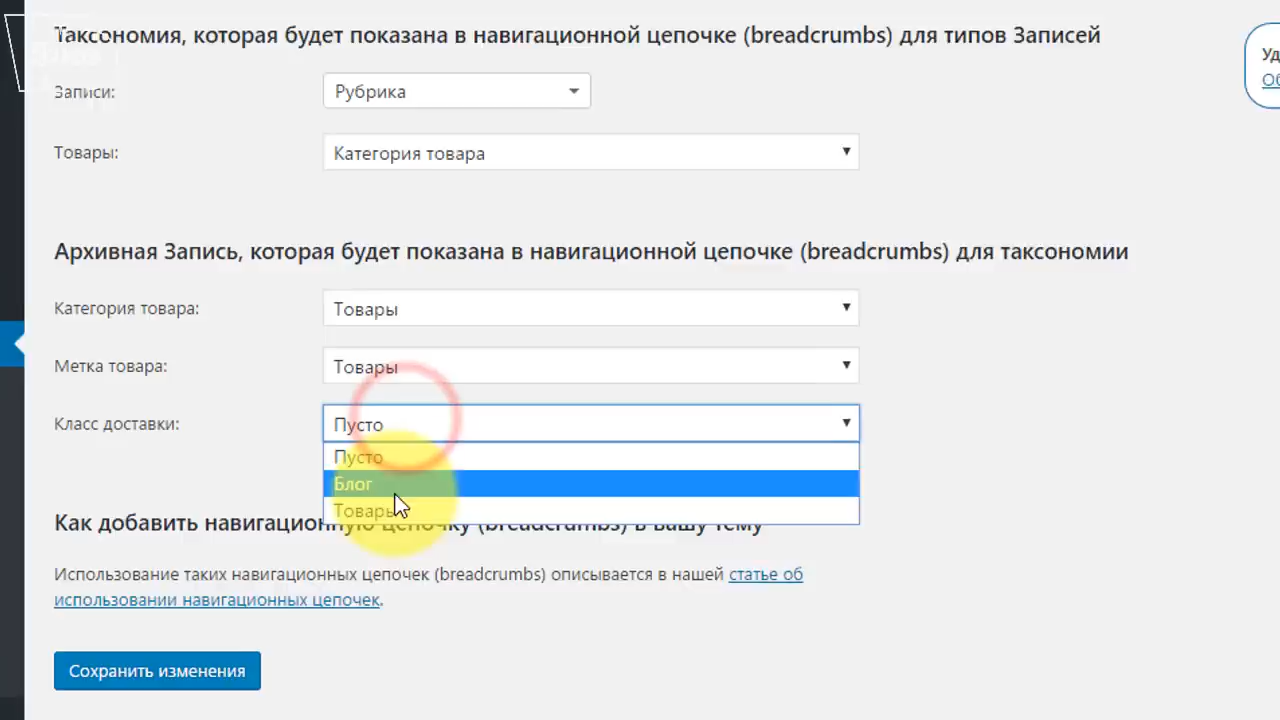 Таксономия, которая будет показана в навигационной цепочке (breadcrumbs) для типов Записей
Уд
Об
Записи: Рубрика
Товары: Категория товара
Архивная Запись, которая будет показана в навигационной цепочке (breadcrumbs) для таксономии
Категория товара: Товары
Метка товара: Товары
Класс доставки: Пусто
Пусто
Блог
Товары
Как добавить навигационную цепочку (breadcrumbs) в вашу тему
Использование таких навигационных цепочек (breadcrumbs) описывается в нашей статье об
использовании навигационных цепочек.
Сохранить изменения